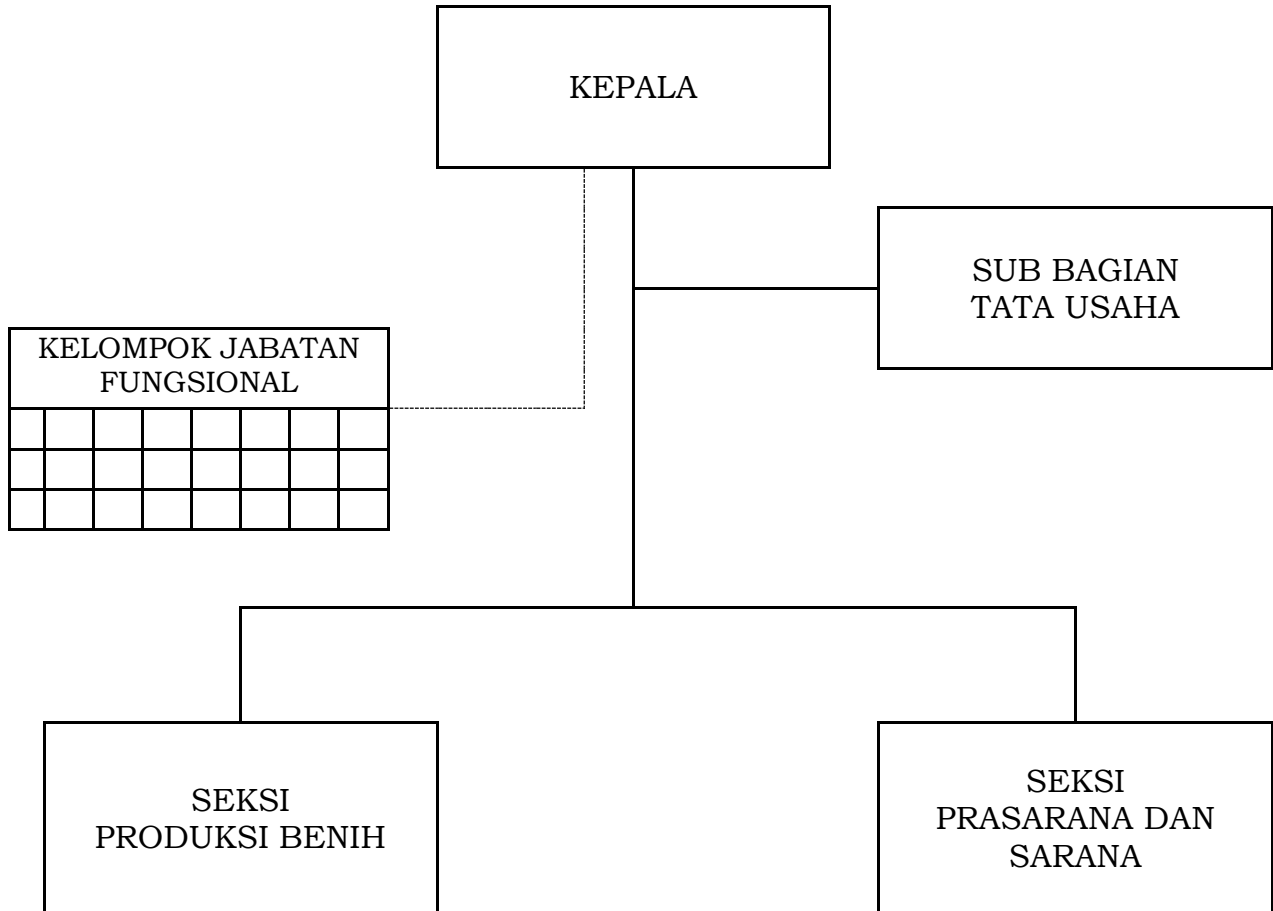 KEPALA
SUB BAGIAN
TATA USAHA
KELOMPOK JABATAN
FUNGSIONAL
SEKSI
PRODUKSI BENIH
SEKSI
PRASARANA DAN
SARANA